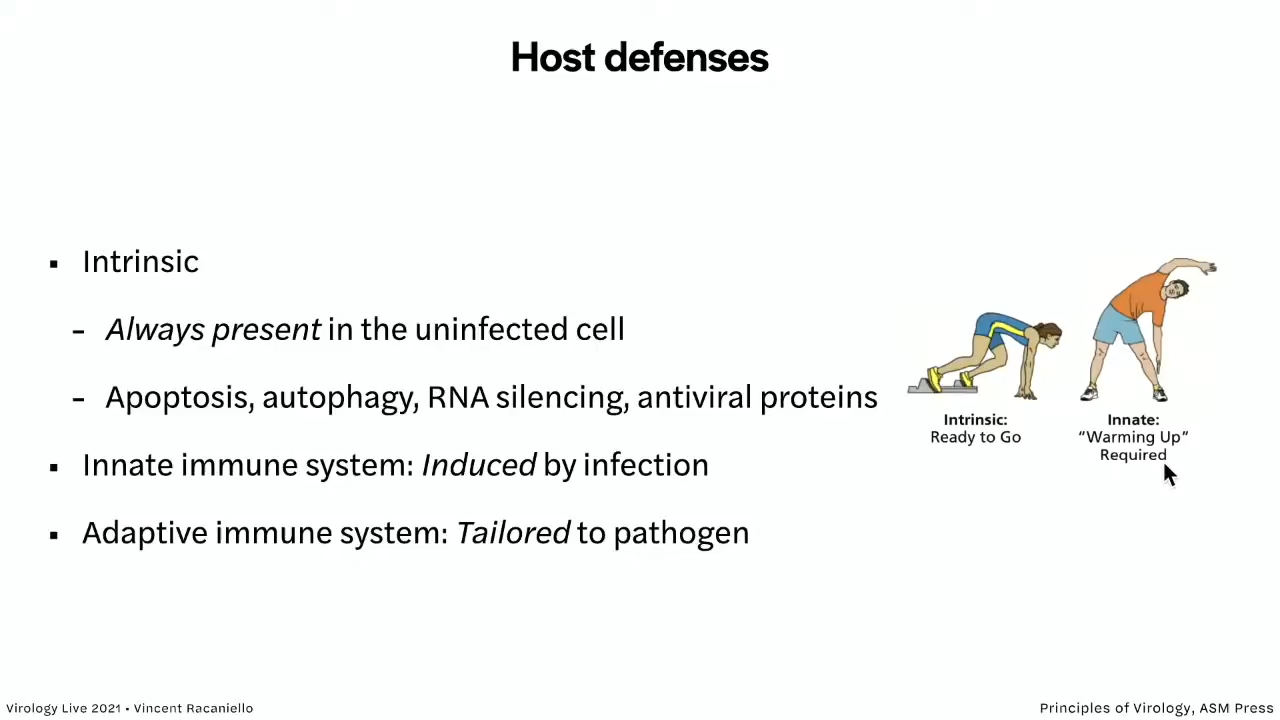 Host defenses
▪ Intrinsic
- Always present in the uninfected cell
- Apoptosis, autophagy, RNA silencing, antiviral proteins
▪ Innate immune system: Induced by infection
▪ Adaptive immune system: Tailored to pathogen
Intrinsic:
Ready to Go
Innate:
“Warming Up”
Required
Virology Live 2021 • Vincent Racaniello
Principles of Virology, ASM Press